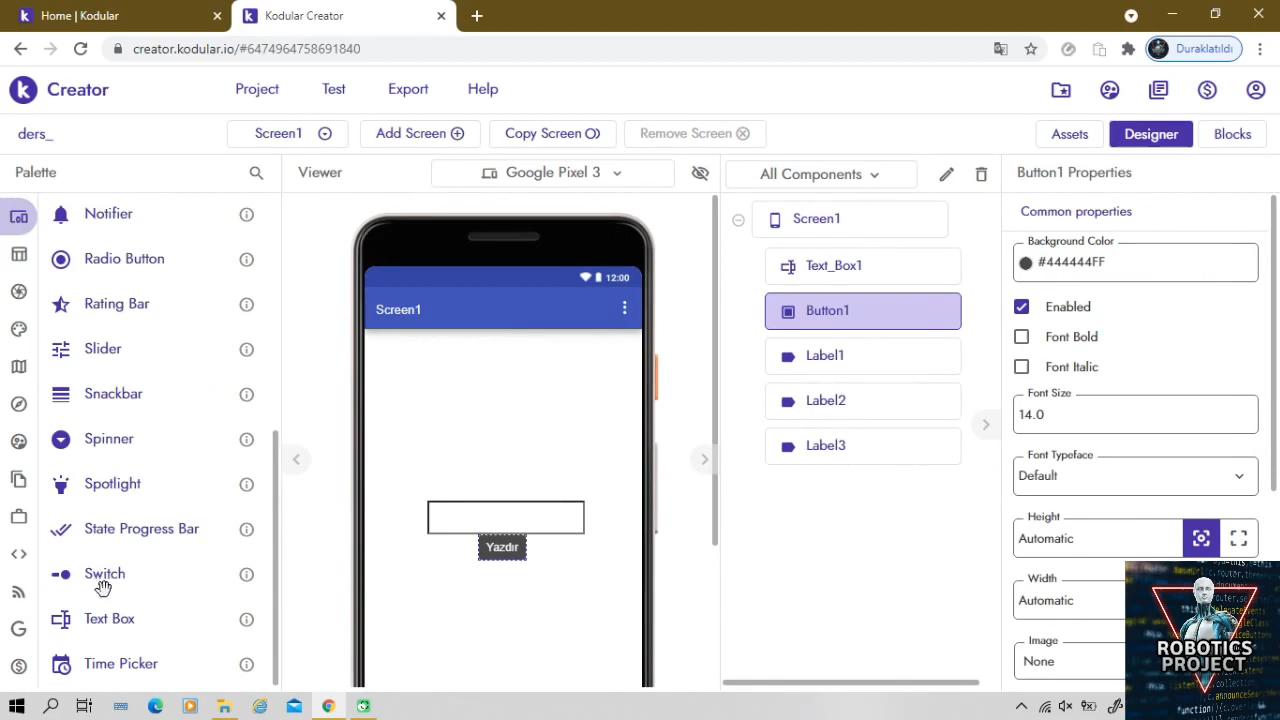 Home | Kodular
Kodular Creator
creator.kodular.io/#6474964758691840
Duraklatıldı
Creator
Project
Test
Export
Help
ders_
Screen1
Add Screen
Copy Screen
Remove Screen
Assets
Designer
Blocks
Palette
Viewer
Google Pixel 3
All Components
Button1 Properties
Notifier
Radio Button
Rating Bar
Slider
Snackbar
Spinner
Spotlight
State Progress Bar
Switch
Text Box
Time Picker
12:00
Screen1
Yazdır
Screen1
Text_Box1
Button1
Label1
Label2
Label3
Common properties
Background Color
#444444FF
Enabled
Font Bold
Font Italic
Font Size
14.0
Font Typeface
Default
Height
Automatic
Width
Automatic
Image
None
ROBOTICS
PROJECT